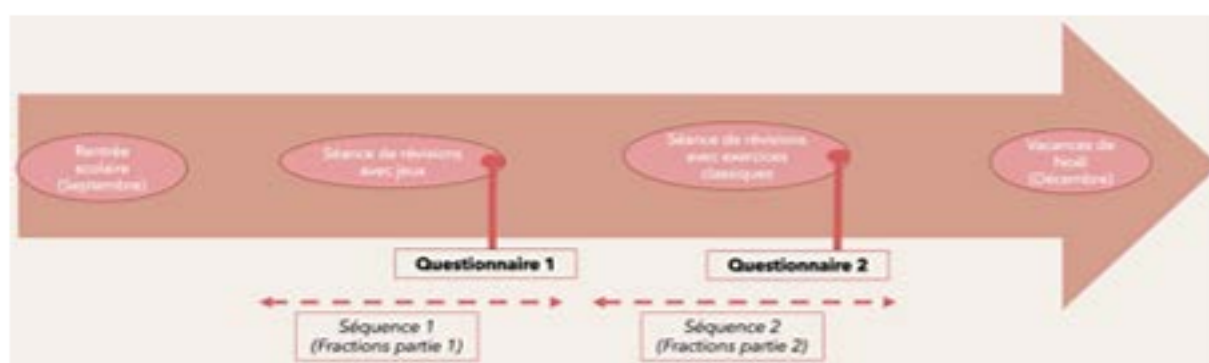 Rentrée
scolaire
(Septembre)
Séance de révisions
avec jeux
Séance de révisions
avec exercices
classiques
Vacances de
Noël
(Décembre)
Questionnaire 1
Questionnaire 2
Séquence 1
(Fractions partie 1)
Séquence 2
(Fractions partie 2)